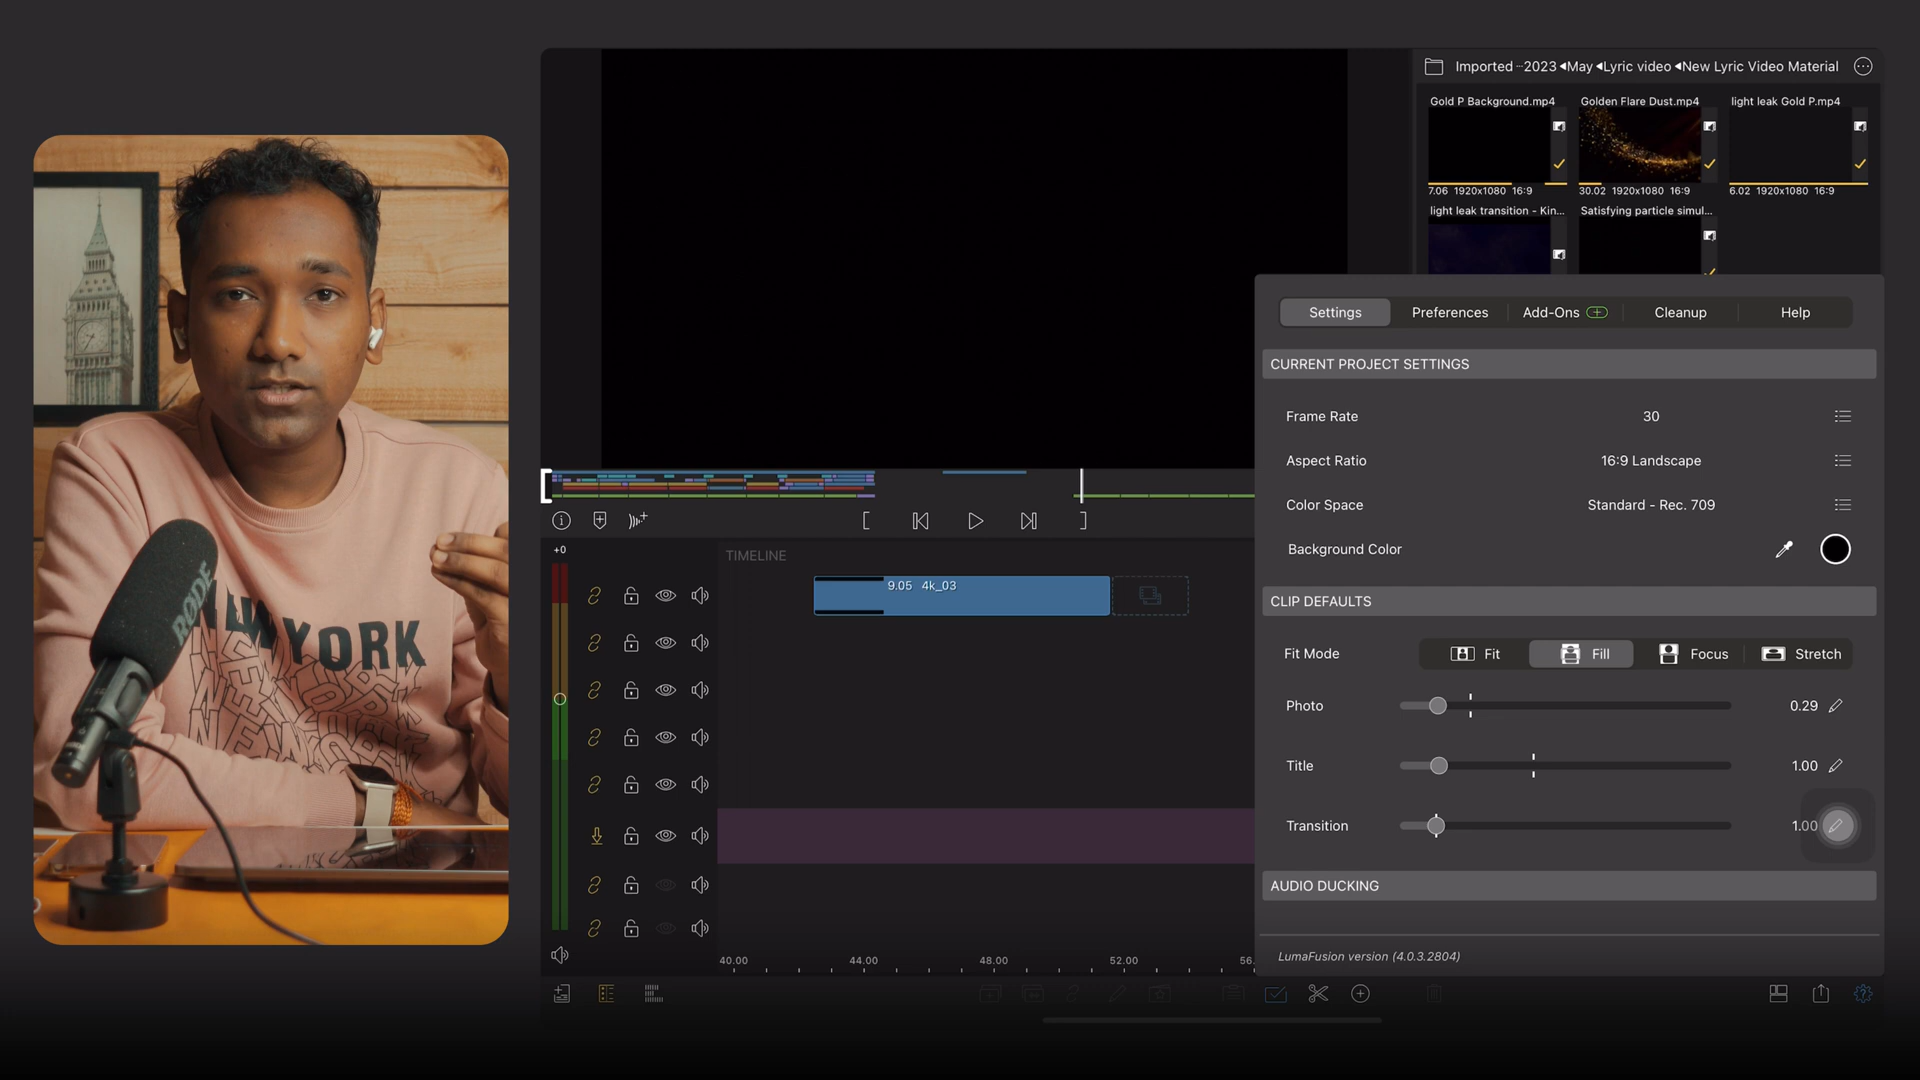 Imported ··2023 ◂May ◂Lyric video ◂New Lyric Video Material
Gold P Background.mp4
Golden Flare Dust.mp4
light leak Gold P.mp4
7.06 1920x1080 16:9
30.02 1920x1080 16:9
6.02 1920x1080 16:9
light leak transition - Kin...
Satisfying particle simul...
Settings
Preferences
Add-Ons
Cleanup
Help
CURRENT PROJECT SETTINGS
Frame Rate 30
Aspect Ratio 16:9 Landscape
Color Space Standard - Rec. 709
Background Color
CLIP DEFAULTS
Fit Mode Fit Fill Focus Stretch
Photo 0.29
Title 1.00
Transition 1.00
AUDIO DUCKING
LumaFusion version (4.0.3.2804)
+0
TIMELINE
9.05 4k_03
40.00 44.00 48.00 52.00 56.
RØDE
NEW YORK